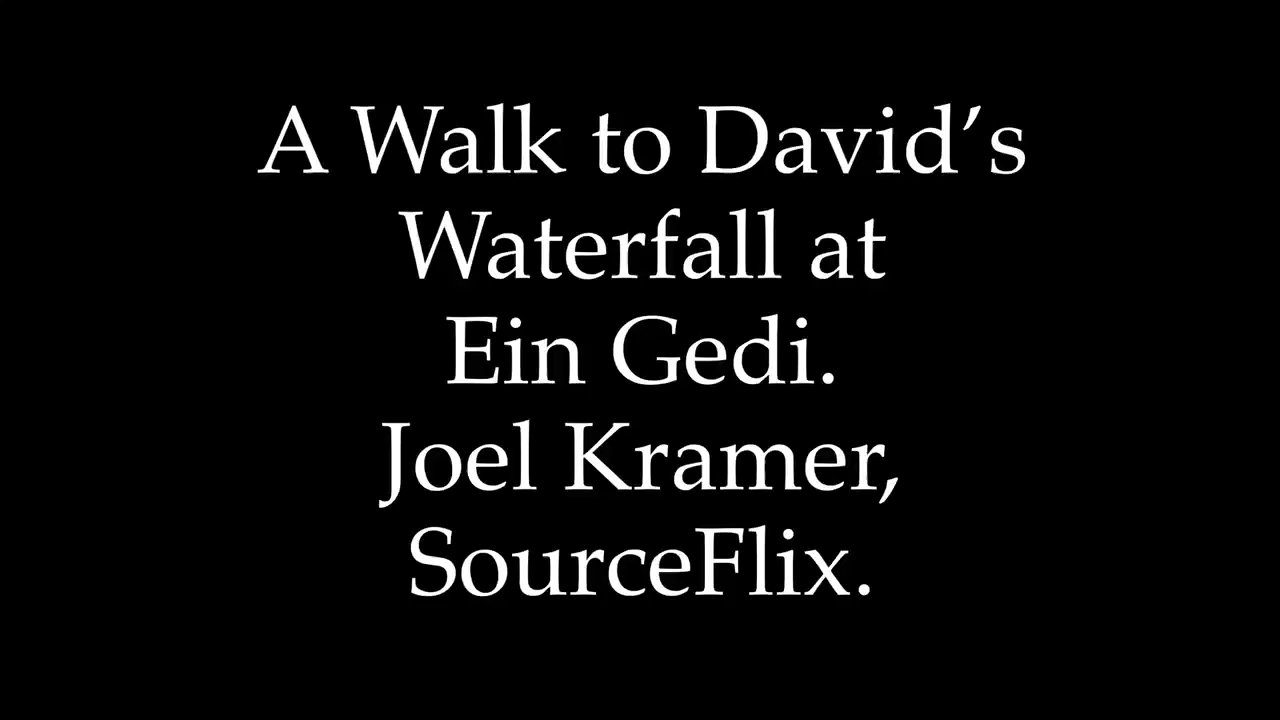 A Walk to David’s
Waterfall at
Ein Gedi.
Joel Kramer,
SourceFlix.